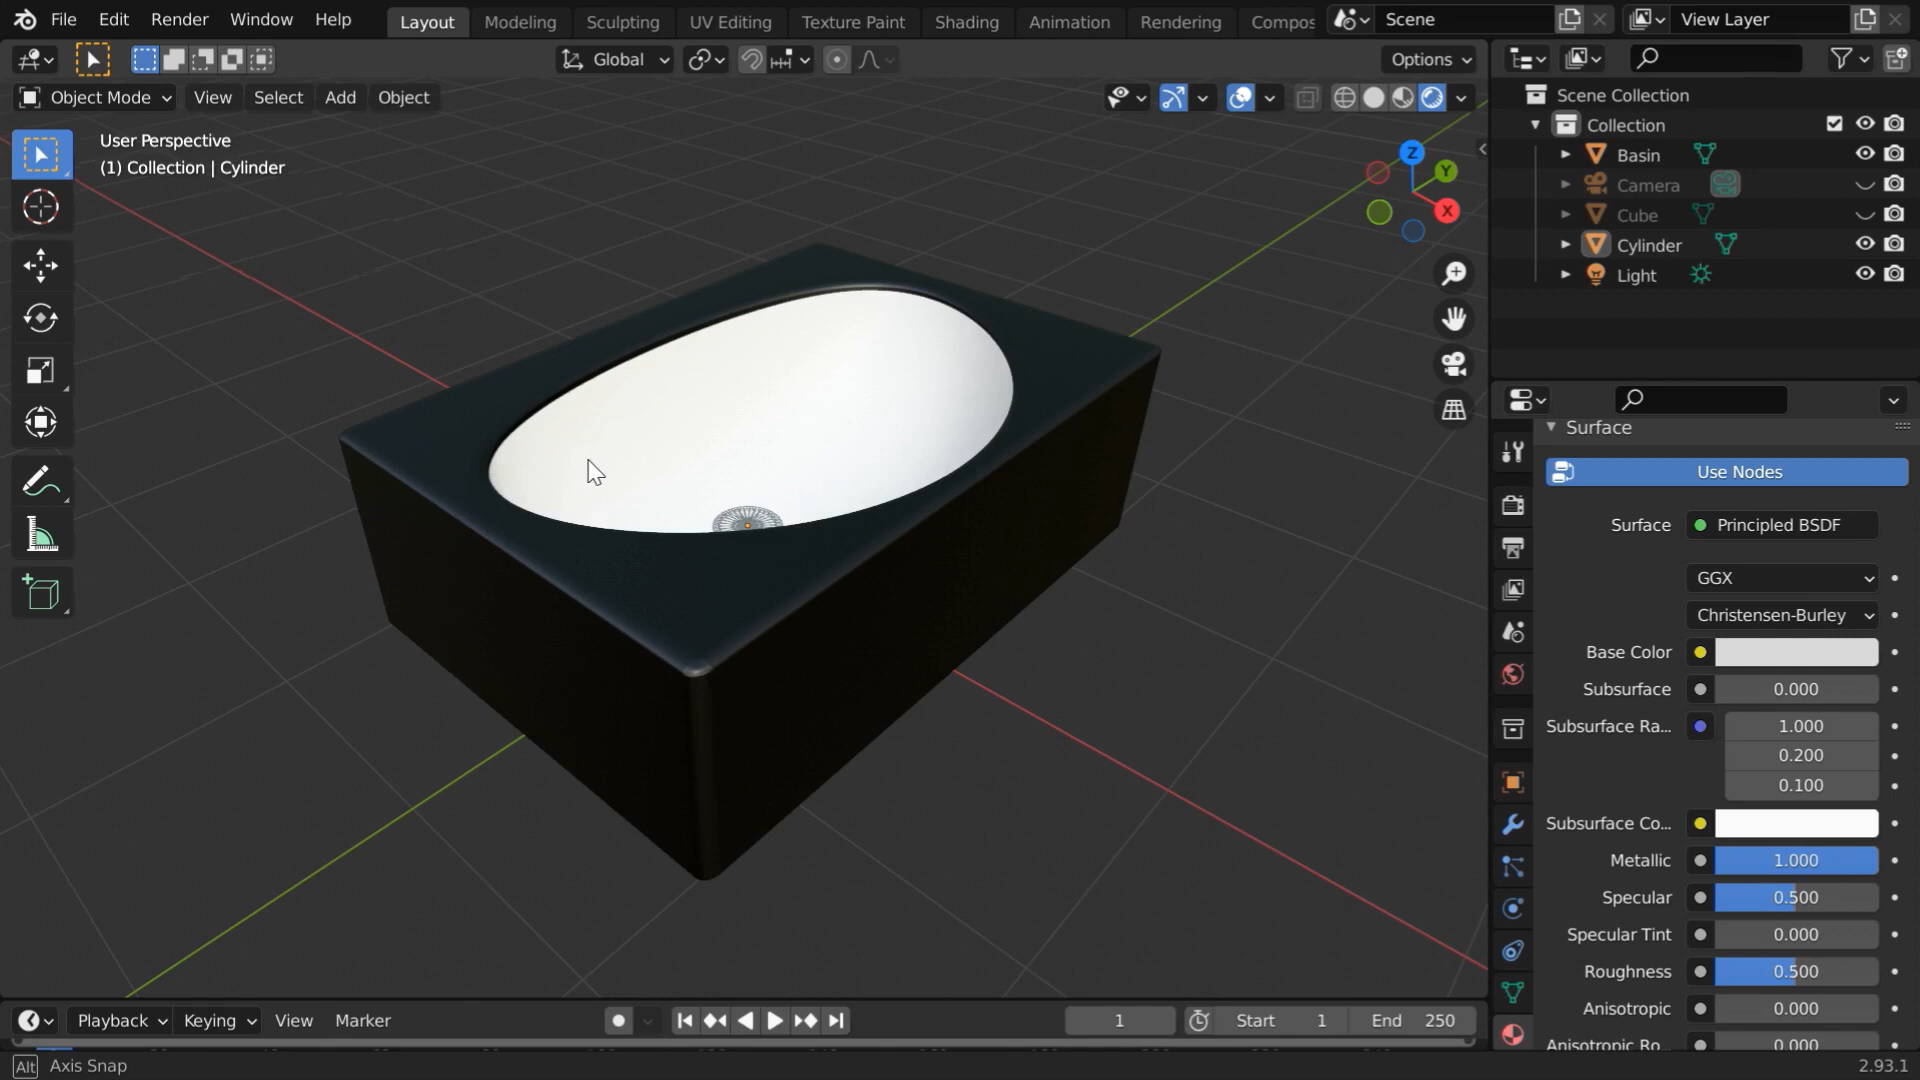 File Edit Render Window Help Layout Modeling Sculpting UV Editing Texture Paint Shading Animation Rendering Compos Scene View Layer
Global Options
Object Mode View Select Add Object
User Perspective
(1) Collection | Cylinder
Z
Y
X
Scene Collection
Collection
Basin
Camera
Cube
Cylinder
Light
Surface
Use Nodes
Surface Principled BSDF
GGX
Christensen-Burley
Base Color
Subsurface 0.000
Subsurface Ra... 1.000
0.200
0.100
Subsurface Co...
Metallic 1.000
Specular 0.500
Specular Tint 0.000
Roughness 0.500
Anisotropic 0.000
Anisotropic Ro... 0.000
Playback Keying View Marker 1 Start 1 End 250
Alt Axis Snap 2.93.1